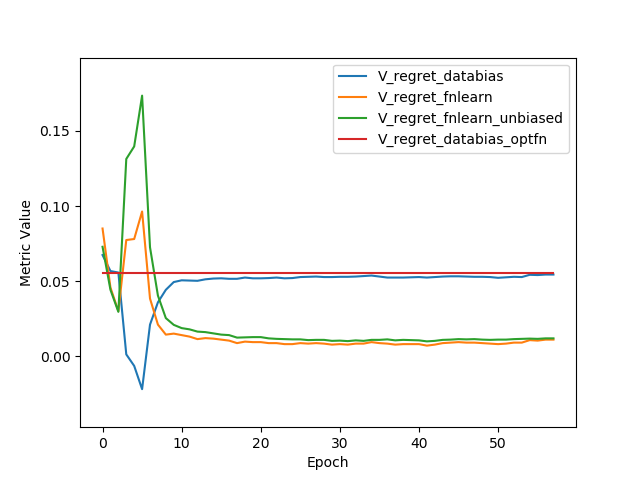 V_regret_databias
V_regret_fnlearn
V_regret_fnlearn_unbiased
V_regret_databias_optfn
0.15
0.10
0.05
0.00
Metric Value
0 10 20 30 40 50
Epoch